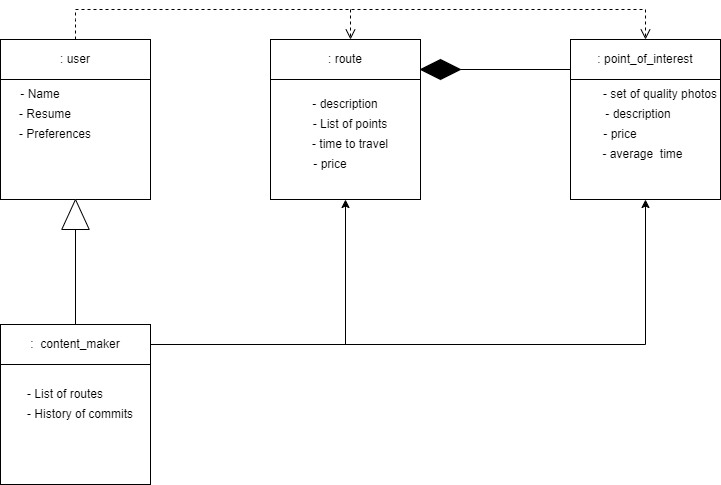 : user
- Name
- Resume
- Preferences
: route
- description
- List of points
- time to travel
- price
: point_of_interest
- set of quality photos
- description
- price
- average  time
:  content_maker
- List of routes
- History of commits